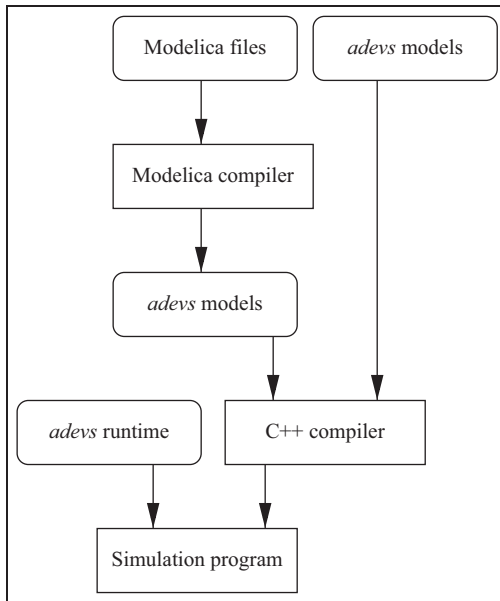 Modelica files
adevs models
Modelica compiler
adevs models
adevs runtime
C++ compiler
Simulation program